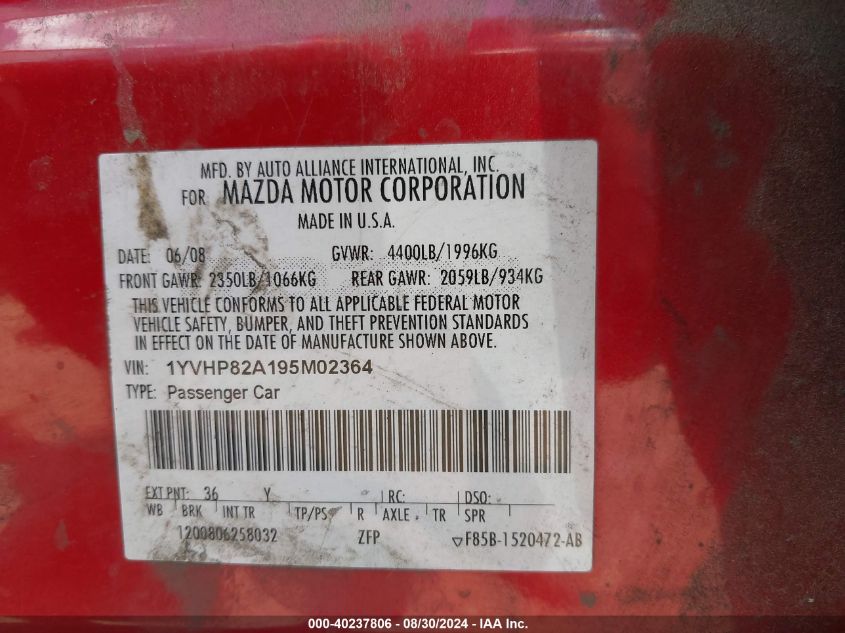 MFD. BY AUTO ALLIANCE INTERNATIONAL, INC.
FOR MAZDA MOTOR CORPORATION
MADE IN U.S.A.
DATE: 06/08 GVWR: 4400LB/1996KG
FRONT GAWR: 2350LB/1066KG REAR GAWR: 2059LB/934KG
THIS VEHICLE CONFORMS TO ALL APPLICABLE FEDERAL MOTOR
VEHICLE SAFETY, BUMPER, AND THEFT PREVENTION STANDARDS
IN EFFECT ON THE DATE OF MANUFACTURE SHOWN ABOVE.
VIN: 1YVHP82A195M02364
TYPE: Passenger Car
EXT PNT: 36 Y RC: DSO:
WB BRK INT TR TP/PS R AXLE TR SPR
1200806258032 ZFP ▽F85B-1520472-AB
000-40237806 - 08/30/2024 - IAA Inc.